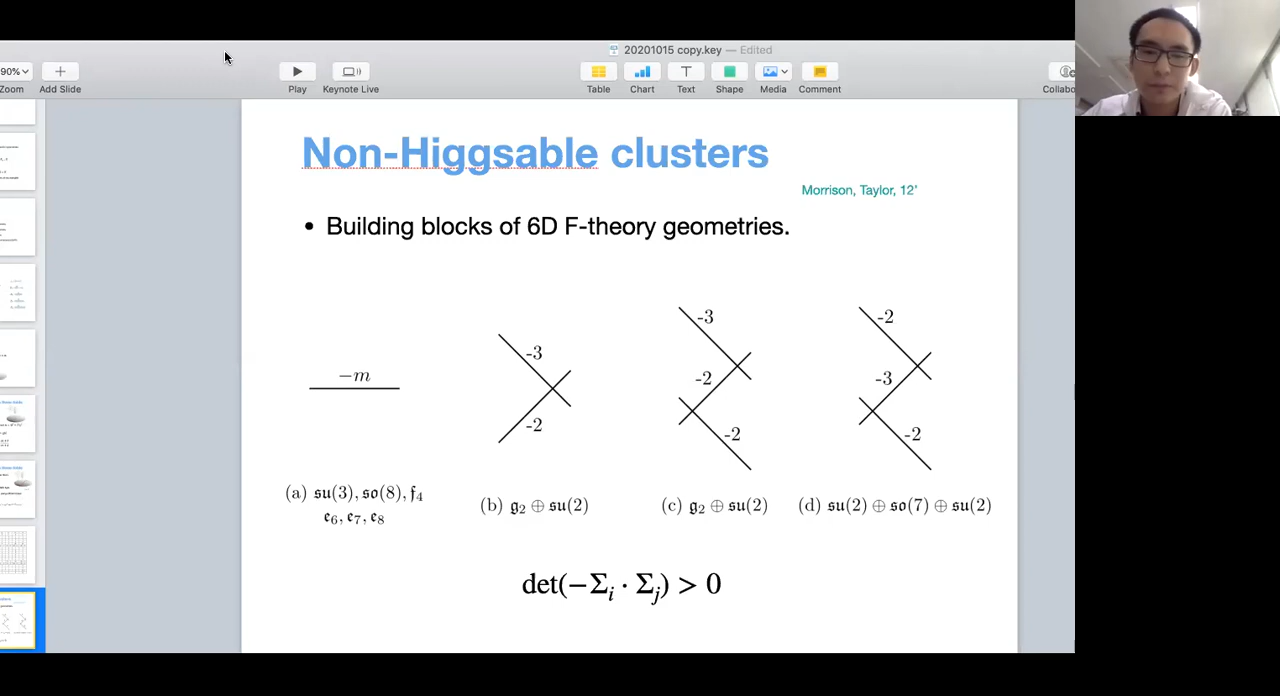 20201015 copy.key — Edited
90%
Zoom
Add Slide
Play
Keynote Live
Table
Chart
Text
Shape
Media
Comment
Collabo
Non-Higgsable clusters
Morrison, Taylor, 12’
• Building blocks of 6D F-theory geometries.
−m
-3
-2
-3
-2
-2
-2
-3
-2
(a) 𝔰𝔲(3), 𝔰𝔬(8), 𝔣₄
𝔢₆, 𝔢₇, 𝔢₈
(b) 𝔤₂ ⊕ 𝔰𝔲(2)
(c) 𝔤₂ ⊕ 𝔰𝔲(2)
(d) 𝔰𝔲(2) ⊕ 𝔰𝔬(7) ⊕ 𝔰𝔲(2)
det(−Σᵢ · Σⱼ) > 0